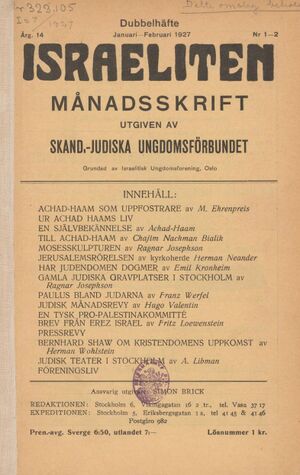 329.105
1927
Detta omslag
Dubbelhäfte
Årg. 14 Januari–Februari 1927 Nr 1–2
ISRAELITEN
MÅNADSSKRIFT
UTGIVEN AV
SKAND.-JUDISKA UNGDOMSFÖRBUNDET
Grundad av Israelitisk Ungdomsforening, Oslo
INNEHÅLL:
ACHAD-HAAM SOM UPPFOSTRARE av M. Ehrenpreis
UR ACHAD HAAMS LIV
EN SJÄLVBEKÄNNELSE av Achad-Haam
TILL ACHAD-HAAM av Chajim Nachman Bialik
MOSESSKULPTUREN av Ragnar Josephson
JERUSALEMSRÖRELSEN av kyrkoherde Herman Neander
HAR JUDENDOMEN DOGMER av Emil Kronheim
GAMLA JUDISKA GRAVPLATSER I STOCKHOLM av
Ragnar Josephson
PAULUS BLAND JUDARNA av Franz Werfel
JUDISK MÅNADSREVY av Hugo Valentin
EN TYSK PRO-PALESTINAKOMMITTÉ
BREV FRÅN EREZ ISRAEL av Fritz Loewenstein
PRESSREVY
BERNHARD SHAW OM KRISTENDOMENS UPPKOMST av
Herman Wohlstein
JUDISK TEATER I STOCKHOLM av A. Libman
FÖRENINGSLIV
Ansvarig utgivare: SIMON BRICK
REDAKTIONEN: Stockholm 6, Vikingagatan 16 2 tr., tel. Vasa 37 17
EXPEDITIONEN: Stockholm 5, Eriksbergsgatan 1 a, tel 41 45 & 41 46
Postgiro 982
Pren.-avg. Sverge 6:50, utlandet 7:— Lösnummer 1 kr.